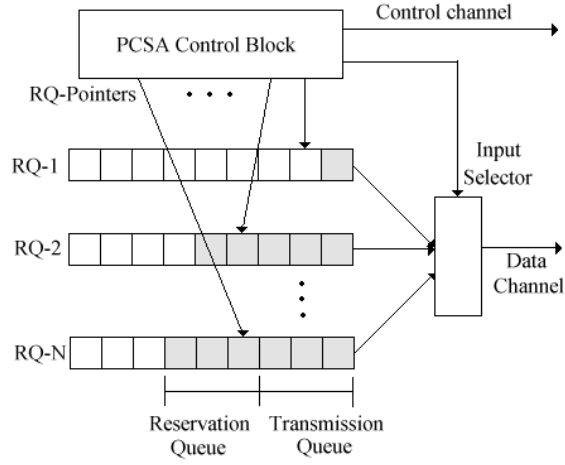 Control channel
PCSA Control Block
RQ-Pointers
RQ-1
Input
Selector
RQ-2
Data
Channel
RQ-N
Reservation
Queue
Transmission
Queue